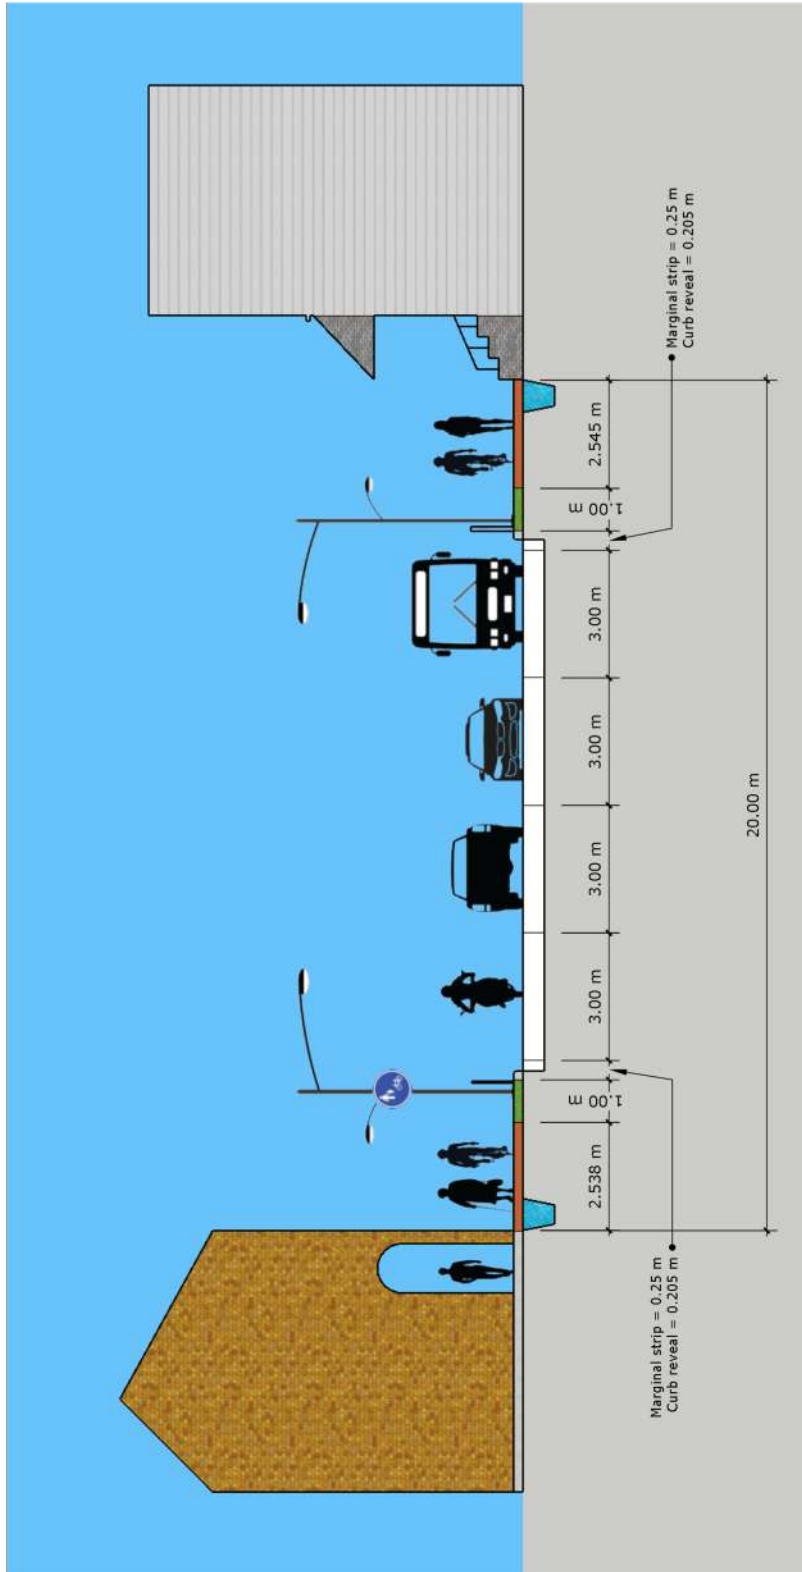 Marginal strip = 0.25 m
Curb reveal = 0.205 m
2.538 m
1.00 m
3.00 m
3.00 m
3.00 m
3.00 m
1.00 m
2.545 m
Marginal strip = 0.25 m
Curb reveal = 0.205 m
20.00 m